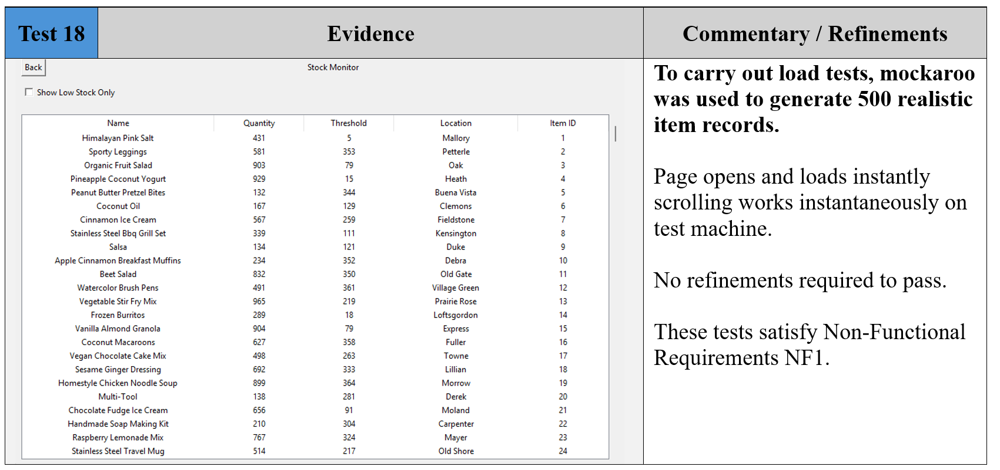 Test 18 Evidence Commentary / Refinements
Back Stock Monitor
Show Low Stock Only
Name Quantity Threshold Location Item ID
Himalayan Pink Salt 431 5 Mallory 1
Sporty Leggings 581 353 Petterle 2
Organic Fruit Salad 903 79 Oak 3
Pineapple Coconut Yogurt 929 15 Heath 4
Peanut Butter Pretzel Bites 132 344 Buena Vista 5
Coconut Oil 167 129 Clemons 6
Cinnamon Ice Cream 567 259 Fieldstone 7
Stainless Steel Bbq Grill Set 339 111 Kensington 8
Salsa 134 121 Duke 9
Apple Cinnamon Breakfast Muffins 234 352 Debra 10
Beet Salad 832 350 Old Gate 11
Watercolor Brush Pens 491 361 Village Green 12
Vegetable Stir Fry Mix 965 219 Prairie Rose 13
Frozen Burritos 289 18 Loftsgordon 14
Vanilla Almond Granola 904 79 Express 15
Coconut Macaroons 627 358 Fuller 16
Vegan Chocolate Cake Mix 498 263 Towne 17
Sesame Ginger Dressing 692 333 Lillian 18
Homestyle Chicken Noodle Soup 899 364 Morrow 19
Multi-Tool 138 281 Derek 20
Chocolate Fudge Ice Cream 656 91 Moland 21
Handmade Soap Making Kit 210 304 Carpenter 22
Raspberry Lemonade Mix 767 324 Mayer 23
Stainless Steel Travel Mug 514 217 Old Shore 24
To carry out load tests, mockaroo
was used to generate 500 realistic
item records.
Page opens and loads instantly
scrolling works instantaneously on
test machine.
No refinements required to pass.
These tests satisfy Non-Functional
Requirements NF1.